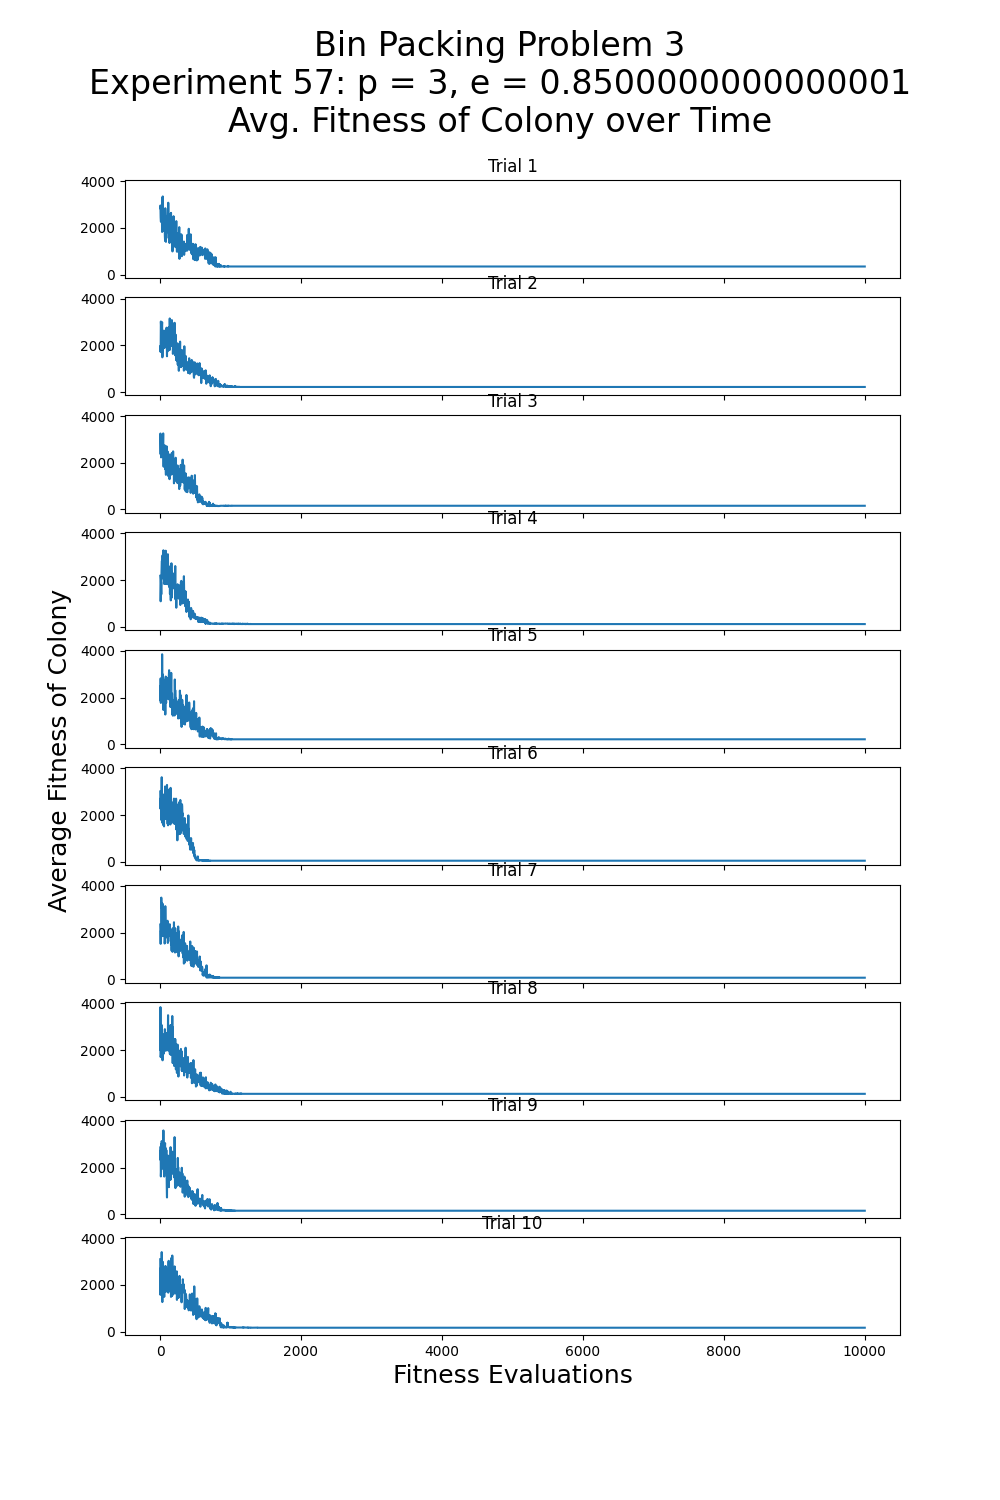 Bin Packing Problem 3
Experiment 57: p = 3, e = 0.8500000000000001
Avg. Fitness of Colony over Time
Trial 1
4000
2000
0
Trial 2
4000
2000
0
Trial 3
4000
2000
0
Trial 4
4000
2000
0
Trial 5
4000
2000
0
Trial 6
4000
2000
0
Trial 7
4000
2000
0
Trial 8
4000
2000
0
Trial 9
4000
2000
0
Trial 10
4000
2000
0
0 2000 4000 6000 8000 10000
Fitness Evaluations
Average Fitness of Colony